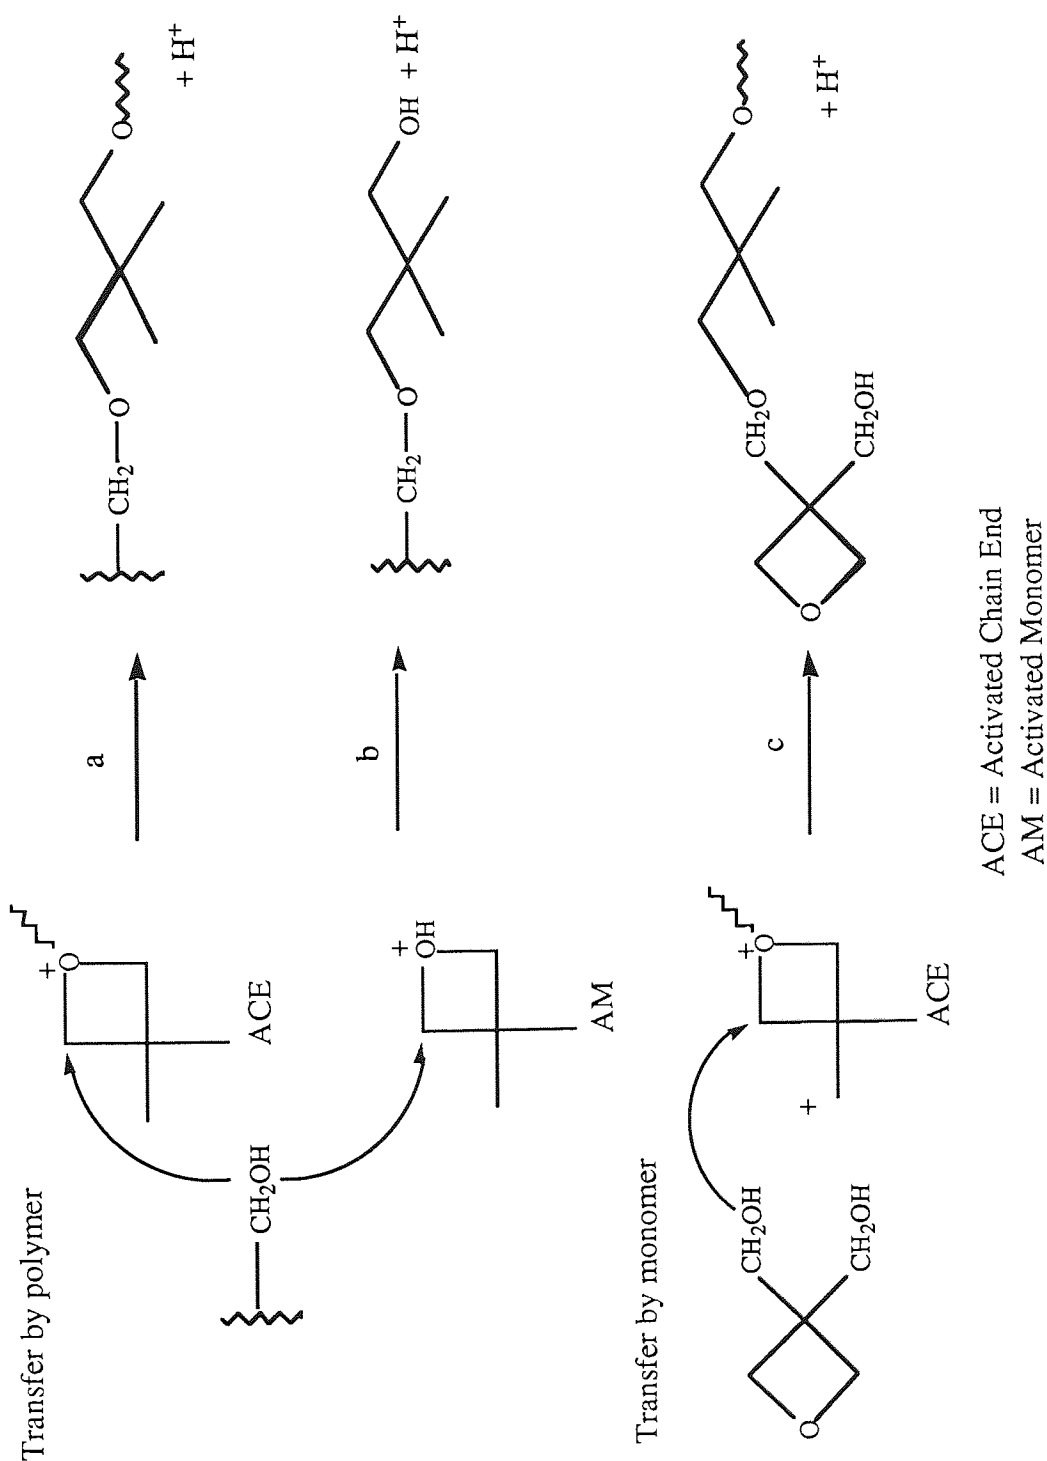 Transfer by polymer
CH₂OH
+
O
ACE
a
CH₂
O
O
+ H⁺
+
OH
AM
b
CH₂
O
OH + H⁺
Transfer by monomer
O
CH₂OH
CH₂OH
+
+
O
ACE
c
O
CH₂O
CH₂OH
O
+ H⁺
ACE = Activated Chain End
AM = Activated Monomer